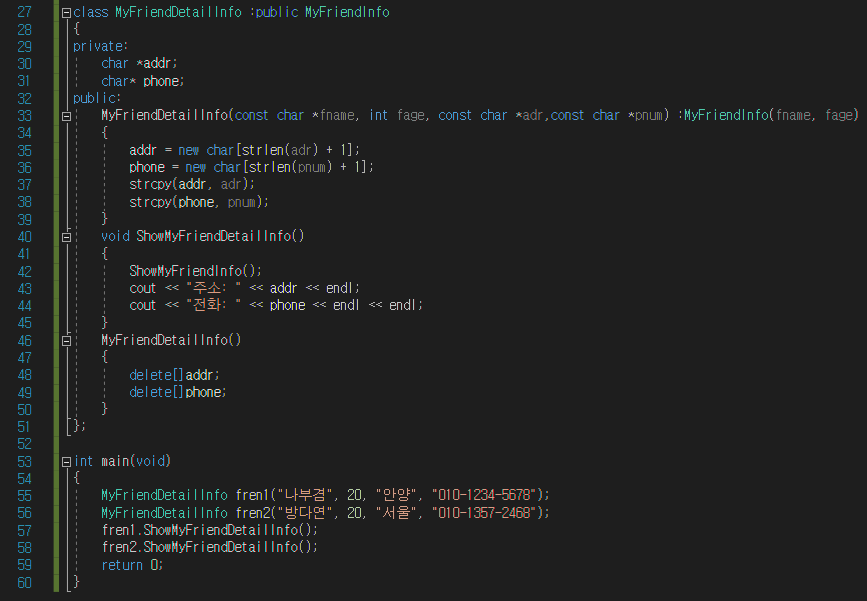 27 class MyFriendDetailInfo :public MyFriendInfo
28 {
29 private:
30 char *addr;
31 char* phone;
32 public:
33 MyFriendDetailInfo(const char *fname, int fage, const char *adr,const char *pnum) :MyFriendInfo(fname, fage)
34 {
35 addr = new char[strlen(adr) + 1];
36 phone = new char[strlen(pnum) + 1];
37 strcpy(addr, adr);
38 strcpy(phone, pnum);
39 }
40 void ShowMyFriendDetailInfo()
41 {
42 ShowMyFriendInfo();
43 cout << "주소: " << addr << endl;
44 cout << "전화: " << phone << endl << endl;
45 }
46 MyFriendDetailInfo()
47 {
48 delete[]addr;
49 delete[]phone;
50 }
51 };
52
53 int main(void)
54 {
55 MyFriendDetailInfo fren1("나부겸", 20, "안양", "010-1234-5678");
56 MyFriendDetailInfo fren2("방다연", 20, "서울", "010-1357-2468");
57 fren1.ShowMyFriendDetailInfo();
58 fren2.ShowMyFriendDetailInfo();
59 return 0;
60 }